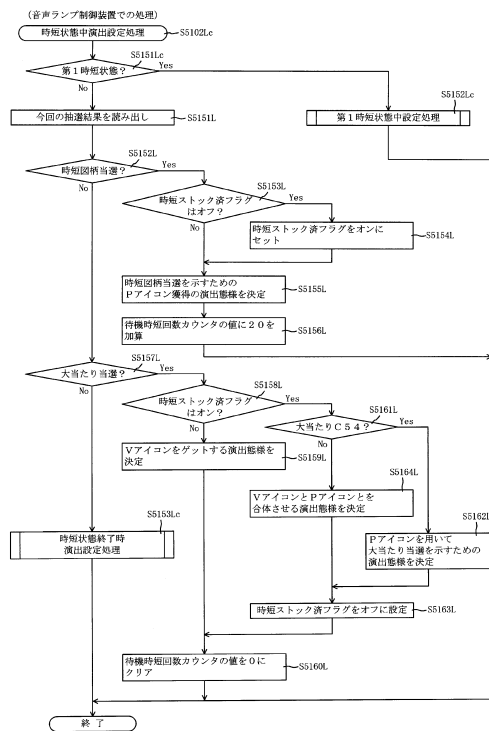 (音声ランプ制御装置での処理)
時短状態中演出設定処理
S5102Lc
S5151Lc
第1時短状態?
Yes
No
S5152Lc
今回の抽選結果を読み出し
S5151L
第1時短状態中設定処理
S5152L
時短図柄当選?
Yes
No
S5153L
時短ストック済フラグ
はオフ?
Yes
No
時短ストック済フラグをオンに
セット
S5154L
時短図柄当選を示すための
Pアイコン獲得の演出態様を決定
S5155L
待機時短回数カウンタの値に20を
加算
S5156L
S5157L
大当たり当選?
Yes
No
S5158L
時短ストック済フラグ
はオン?
Yes
No
S5161L
大当たりC54?
Yes
No
Vアイコンをゲットする演出態様を
決定
S5159L
S5164L
VアイコンとPアイコンとを
合体させる演出態様を決定
S5153Lc
時短状態終了時
演出設定処理
S5162L
Pアイコンを用いて
大当たり当選を示すための
演出態様を決定
時短ストック済フラグをオフに設定
S5163L
待機時短回数カウンタの値を0に
クリア
S5160L
終了